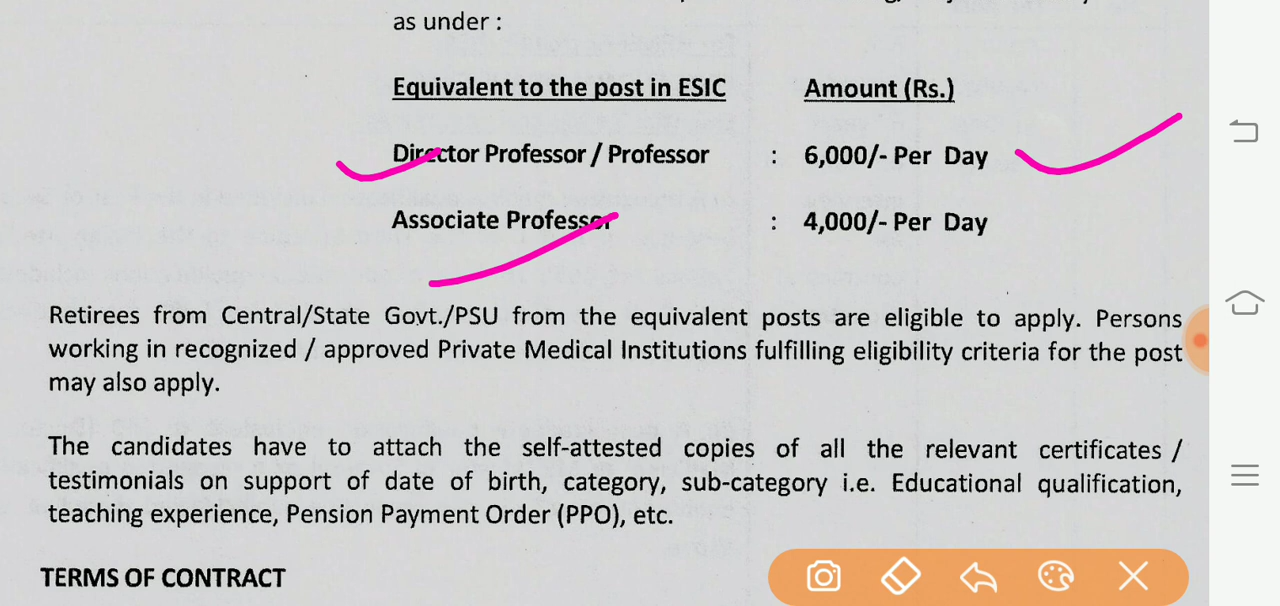 as under :
Equivalent to the post in ESIC Amount (Rs.)
Director Professor / Professor : 6,000/- Per Day
Associate Professor : 4,000/- Per Day
Retirees from Central/State Govt./PSU from the equivalent posts are eligible to apply. Persons
working in recognized / approved Private Medical Institutions fulfilling eligibility criteria for the post
may also apply.
The candidates have to attach the self-attested copies of all the relevant certificates /
testimonials on support of date of birth, category, sub-category i.e. Educational qualification,
teaching experience, Pension Payment Order (PPO), etc.
TERMS OF CONTRACT